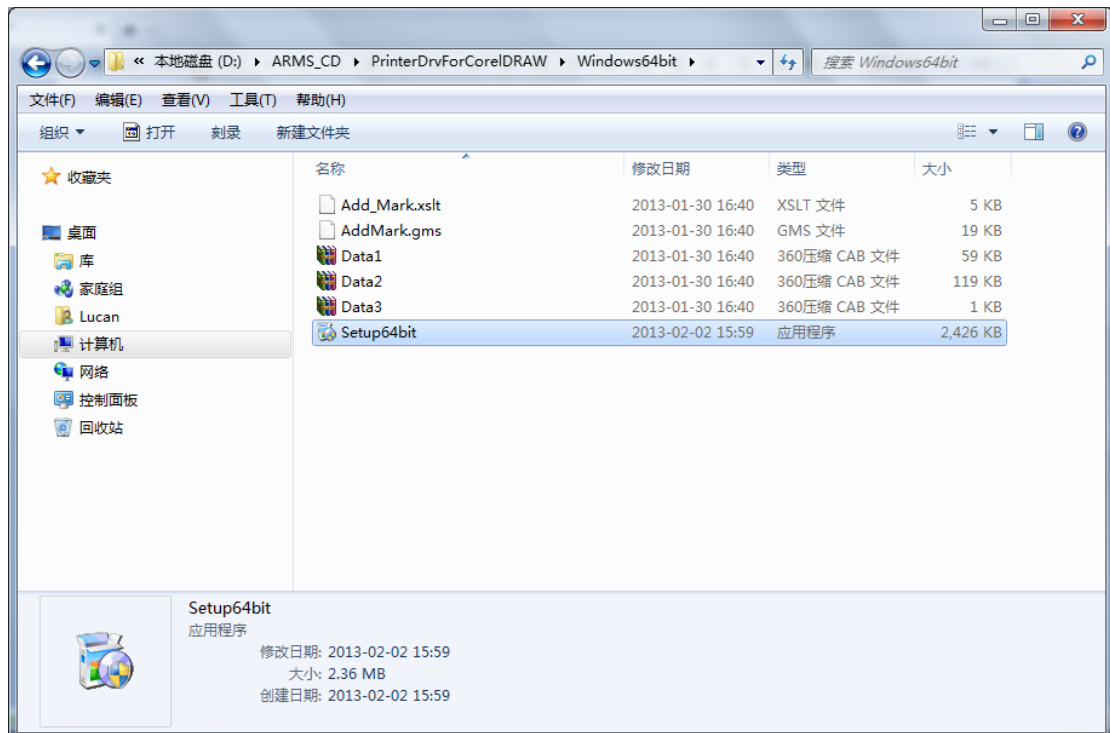 « 本地磁盘 (D:) ▸ ARMS_CD ▸ PrinterDrvForCorelDRAW ▸ Windows64bit ▸ 搜索 Windows64bit
文件(F) 编辑(E) 查看(V) 工具(T) 帮助(H)
组织 打开 刻录 新建文件夹
收藏夹
桌面
库
家庭组
Lucan
计算机
网络
控制面板
回收站
名称 修改日期 类型 大小
Add_Mark.xslt 2013-01-30 16:40 XSLT 文件 5 KB
AddMark.gms 2013-01-30 16:40 GMS 文件 19 KB
Data1 2013-01-30 16:40 360压缩 CAB 文件 59 KB
Data2 2013-01-30 16:40 360压缩 CAB 文件 119 KB
Data3 2013-01-30 16:40 360压缩 CAB 文件 1 KB
Setup64bit 2013-02-02 15:59 应用程序 2,426 KB
Setup64bit
应用程序
修改日期: 2013-02-02 15:59
大小: 2.36 MB
创建日期: 2013-02-02 15:59